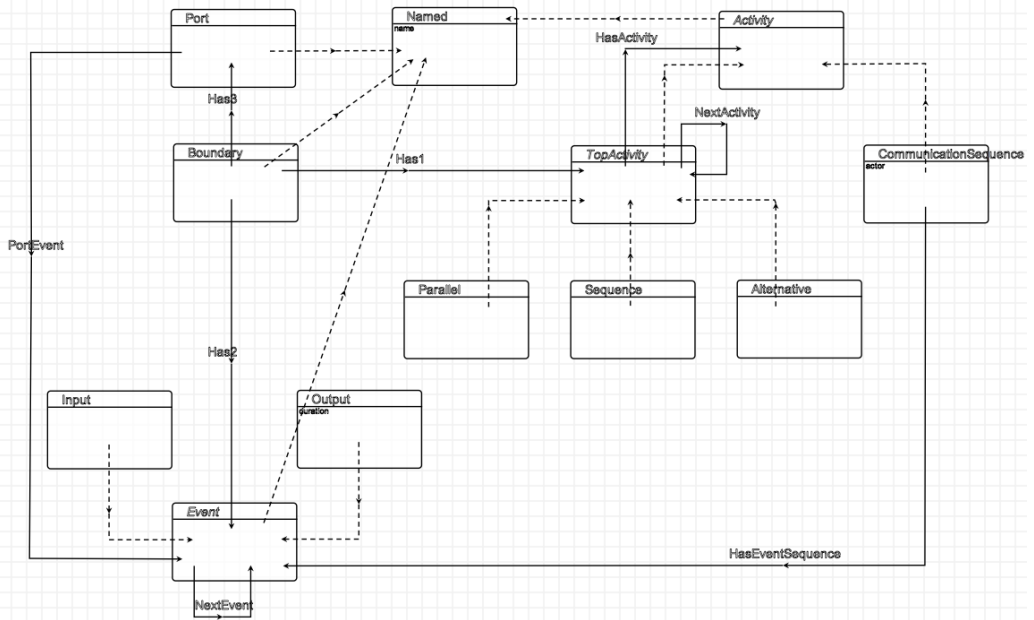 Port
Named
name
Activity
HasActivity
Has3
NextActivity
Boundary
Has1
TopActivity
CommunicationSequence
actor
PortEvent
Parallel
Sequence
Alternative
Has2
Input
Output
duration
Event
HasEventSequence
NextEvent